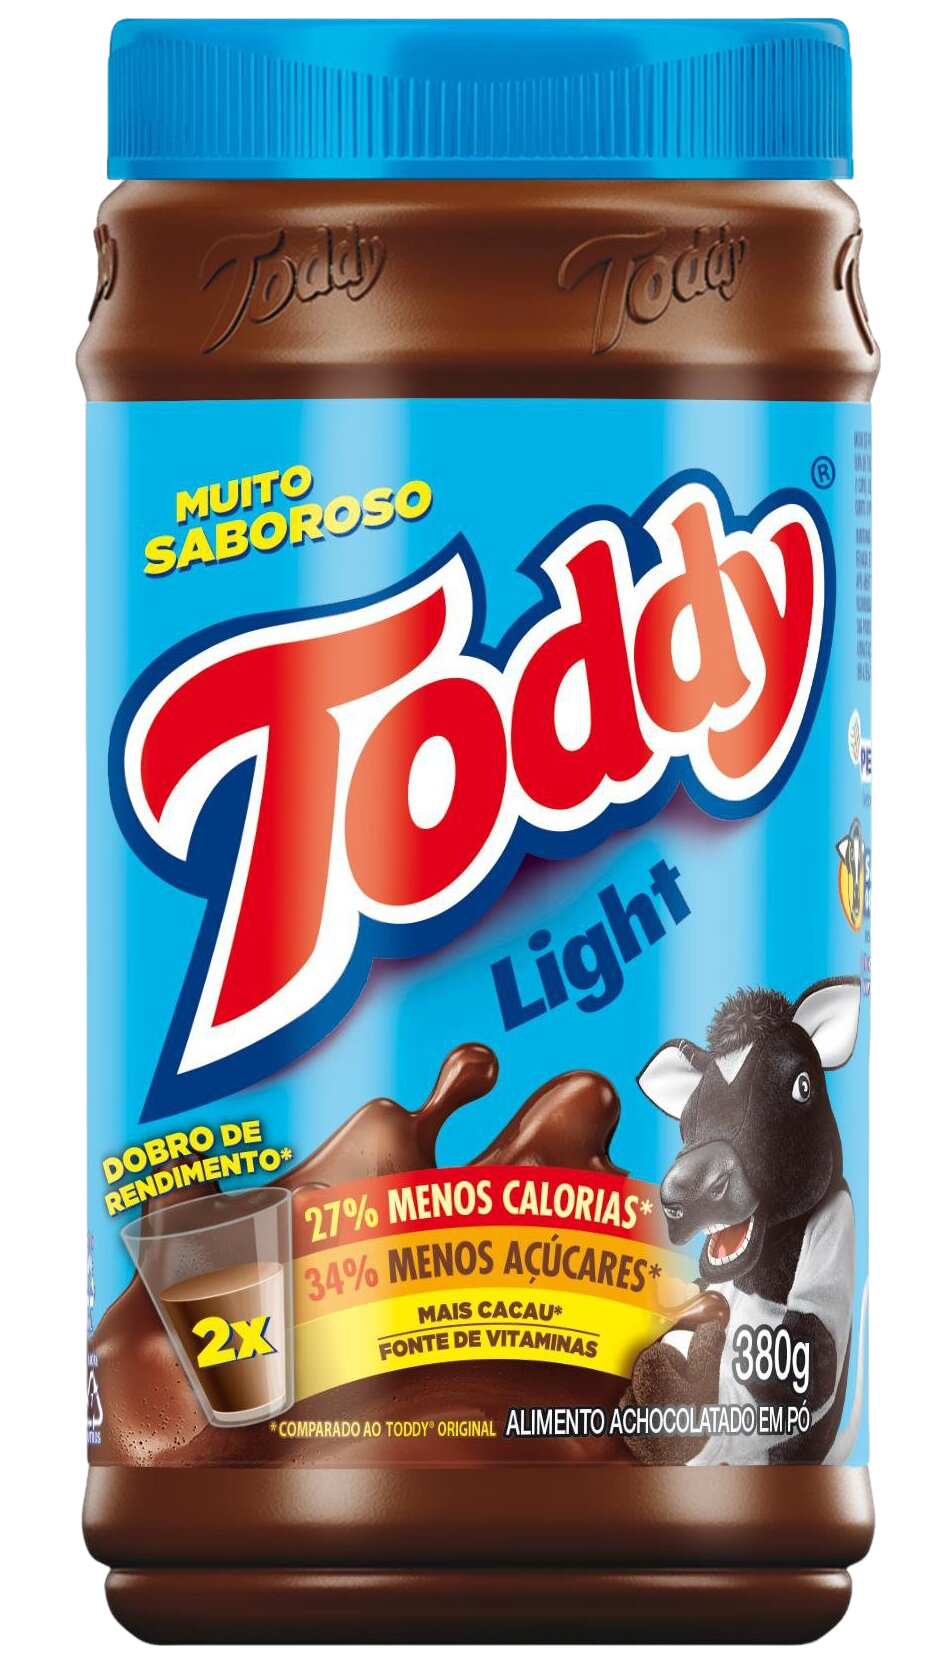 Toddy
Toddy
MUITO
SABOROSO
Toddy®
Light
DOBRO DE
RENDIMENTO*
2x
27% MENOS CALORIAS*
34% MENOS AÇÚCARES*
MAIS CACAU*
FONTE DE VITAMINAS
380g
*COMPARADO AO TODDY® ORIGINAL
ALIMENTO ACHOCOLATADO EM PÓ